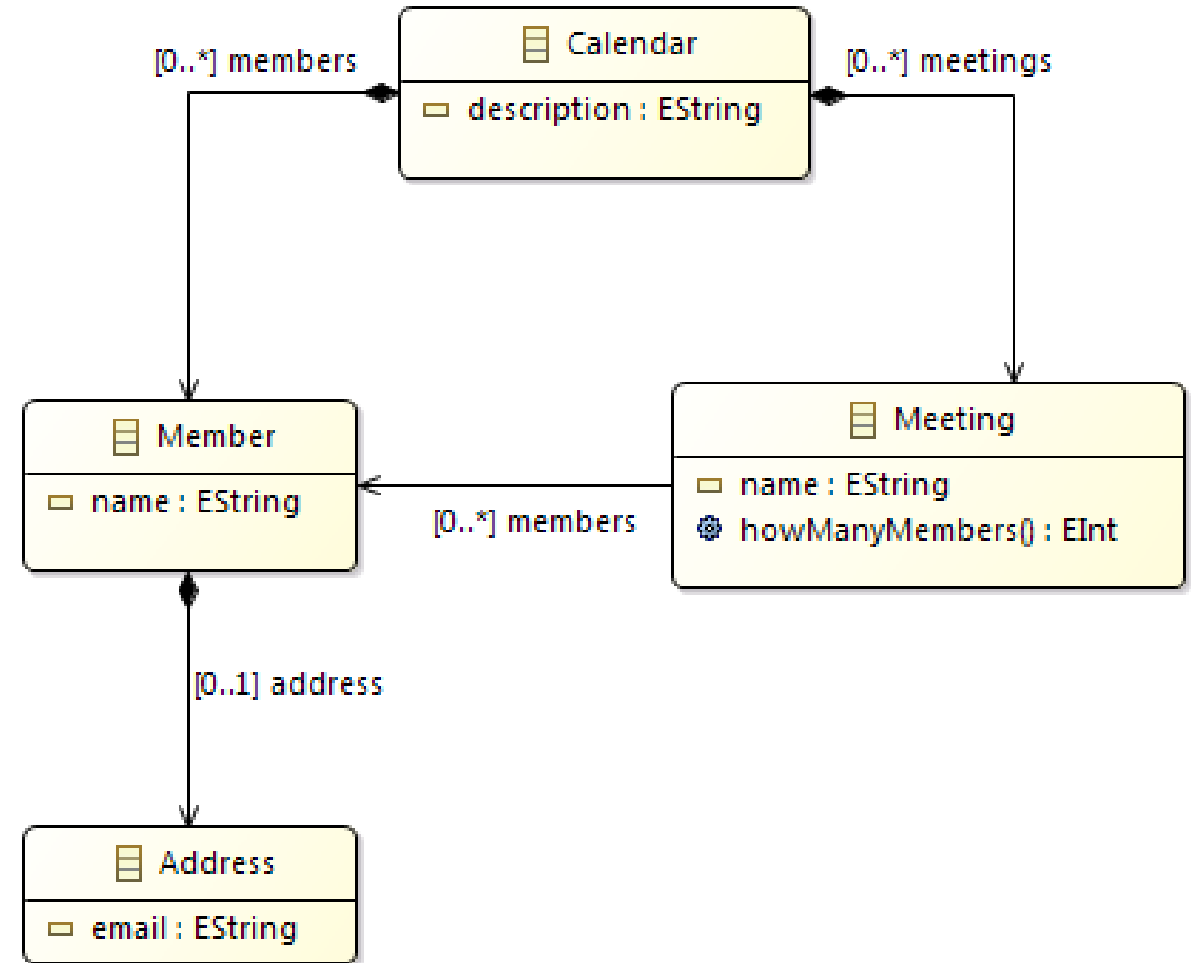 Calendar
[0..*] members
[0..*] meetings
description : EString
Member
Meeting
name : EString
name : EString
[0..*] members
howManyMembers() : EInt
[0..1] address
Address
email : EString